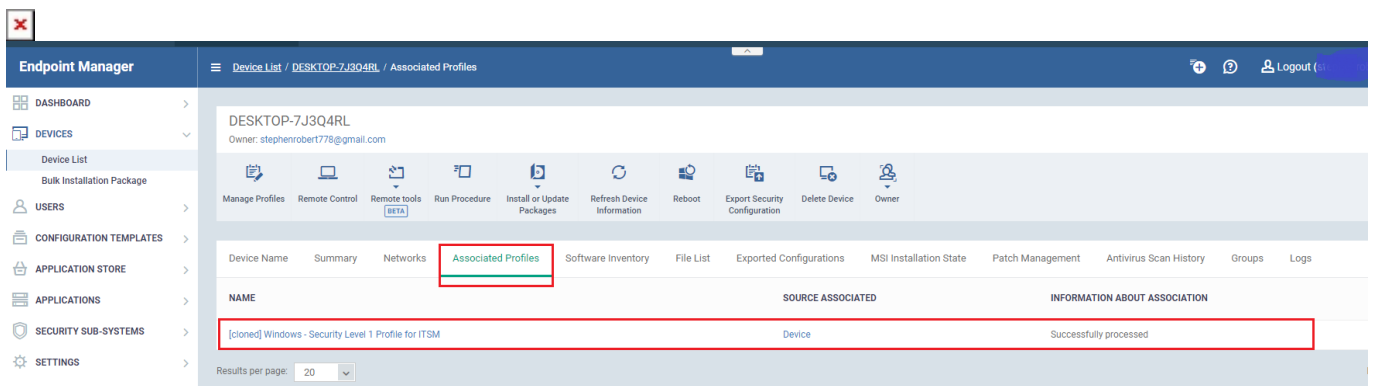 Endpoint Manager
Device List / DESKTOP-7J3Q4RL / Associated Profiles
Logout (
DASHBOARD
DEVICES
Device List
Bulk Installation Package
USERS
CONFIGURATION TEMPLATES
APPLICATION STORE
APPLICATIONS
SECURITY SUB-SYSTEMS
SETTINGS
DESKTOP-7J3Q4RL
Owner: stephenrobert778@gmail.com
Manage Profiles
Remote Control
Remote tools
BETA
Run Procedure
Install or Update
Packages
Refresh Device
Information
Reboot
Export Security
Configuration
Delete Device
Owner
Device Name Summary Networks Associated Profiles Software Inventory File List Exported Configurations MSI Installation State Patch Management Antivirus Scan History Groups Logs
NAME SOURCE ASSOCIATED INFORMATION ABOUT ASSOCIATION
[cloned] Windows - Security Level 1 Profile for ITSM Device Successfully processed
Results per page: 20